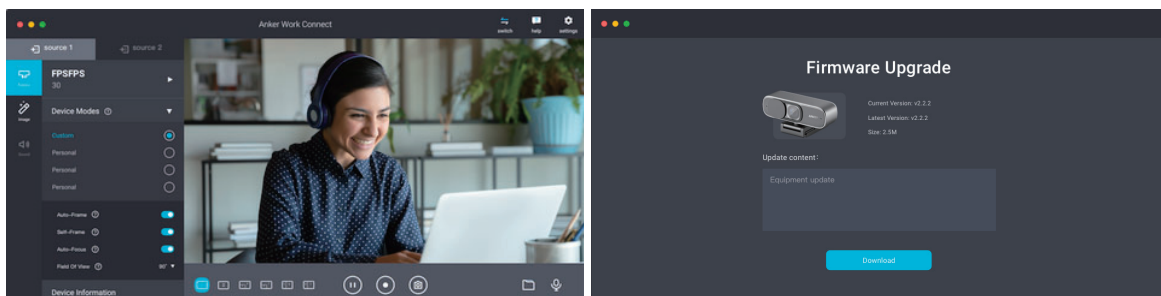 Anker Work Connect
switch
help
settings
source 1
source 2
FPSFPS
30
Device Modes
Image
Custom
Personal
Personal
Personal
Auto-Frame
Self-Frame
Auto-Focus
Field Of View
90°
Device Information
Firmware Upgrade
Current Version: v2.2.2
Latest Version: v2.2.2
Size: 2.5M
Update content:
Equipment update
Download